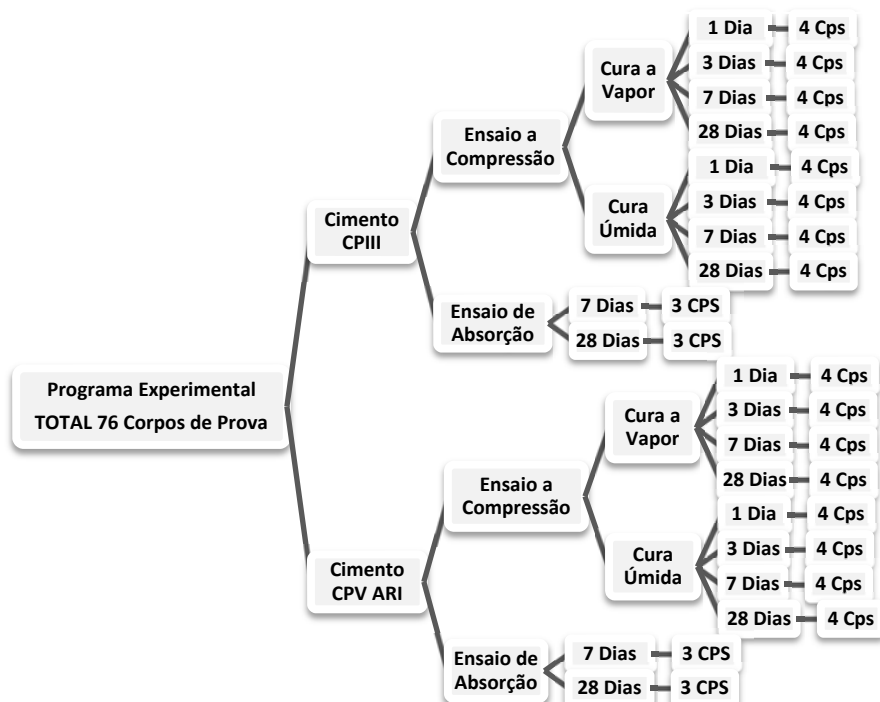 Programa Experimental
TOTAL 76 Corpos de Prova
Cimento
CPIII
Ensaio a
Compressão
Cura a
Vapor
1 Dia 4 Cps
3 Dias 4 Cps
7 Dias 4 Cps
28 Dias 4 Cps
Cura
Úmida
1 Dia 4 Cps
3 Dias 4 Cps
7 Dias 4 Cps
28 Dias 4 Cps
Ensaio de
Absorção
7 Dias 3 CPS
28 Dias 3 CPS
Cimento
CPV ARI
Ensaio a
Compressão
Cura a
Vapor
1 Dia 4 Cps
3 Dias 4 Cps
7 Dias 4 Cps
28 Dias 4 Cps
Cura
Úmida
1 Dia 4 Cps
3 Dias 4 Cps
7 Dias 4 Cps
28 Dias 4 Cps
Ensaio de
Absorção
7 Dias 3 CPS
28 Dias 3 CPS